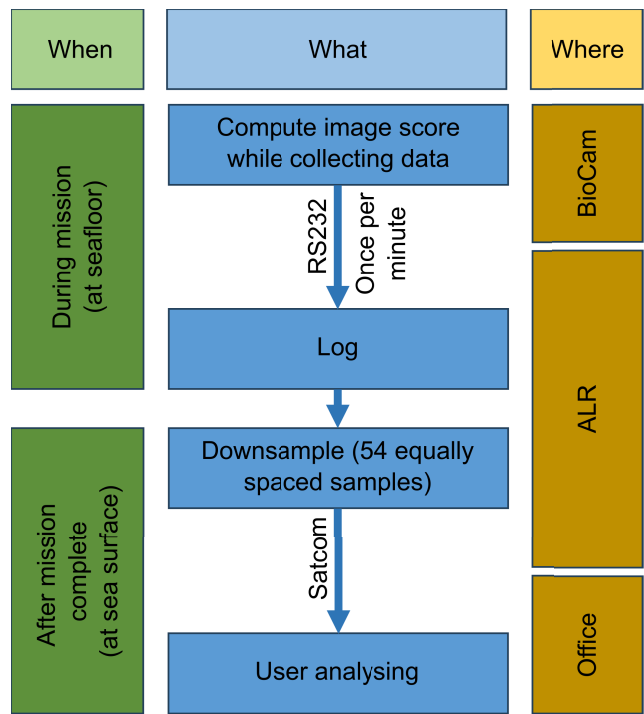 When
What
Where
During mission
(at seafloor)
Compute image score
while collecting data
BioCam
RS232
Once per
minute
Log
ALR
Downsample (54 equally
spaced samples)
After mission
complete
(at sea surface)
Satcom
User analysing
Office